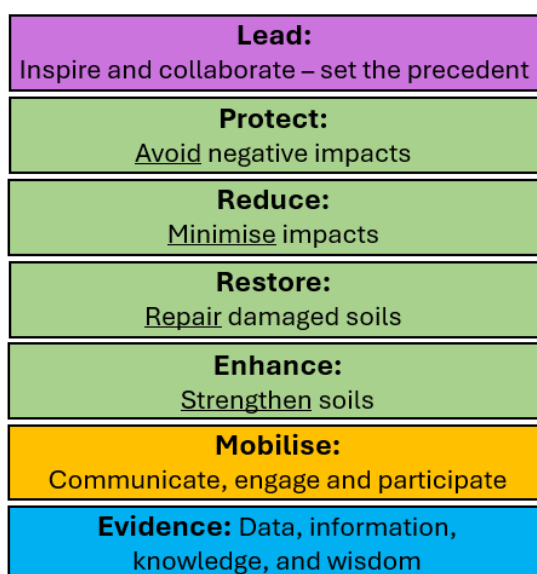 Lead:
Inspire and collaborate – set the precedent
Protect:
Avoid negative impacts
Reduce:
Minimise impacts
Restore:
Repair damaged soils
Enhance:
Strengthen soils
Mobilise:
Communicate, engage and participate
Evidence: Data, information,
knowledge, and wisdom